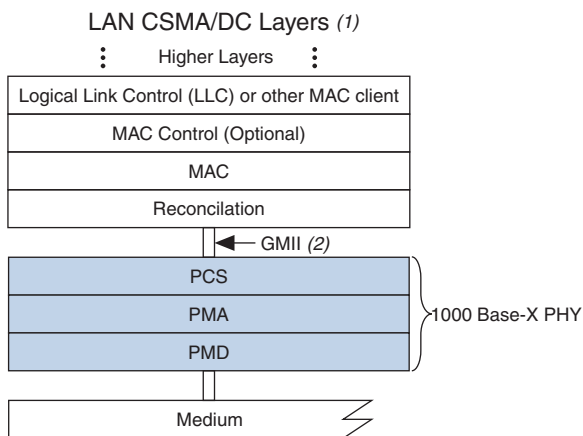 LAN CSMA/DC Layers (1)
Higher Layers
Logical Link Control (LLC) or other MAC client
MAC Control (Optional)
MAC
Reconcilation
GMII (2)
PCS
PMA
PMD
1000 Base-X PHY
Medium